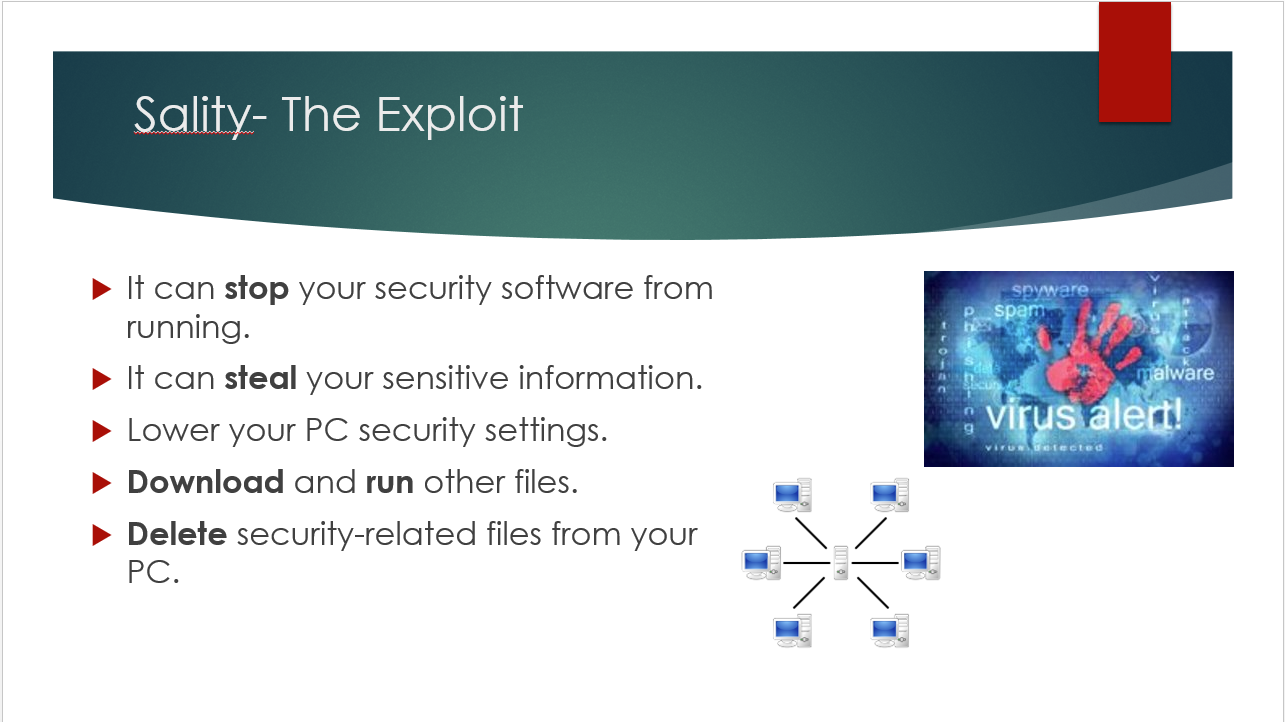 Sality- The Exploit
It can stop your security software from
running.
It can steal your sensitive information.
Lower your PC security settings.
Download and run other files.
Delete security-related files from your
PC.
spyware
spam
virus
attack
phishing
trojan
data
security
malware
virus alert!
virus detected